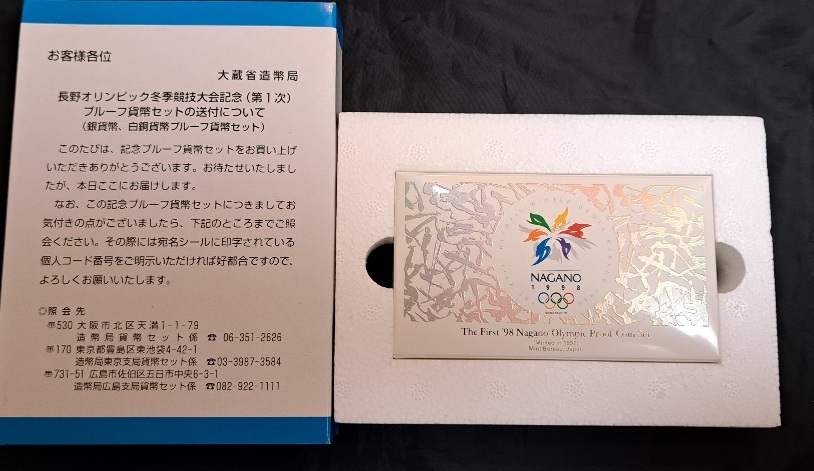 お客様各位
大蔵省造幣局
長野オリンピック冬季競技大会記念(第1次)
プルーフ貨幣セットの送付について
(銀貨幣、白銅貨幣プルーフ貨幣セット)
このたびは、記念プルーフ貨幣セットをお買い上げ
いただきありがとうございます。お待たせいたしまし
たが、本日ここにお届けします。
なお、この記念プルーフ貨幣セットにつきましてお
気付きの点がございましたら、下記のところまでご照
会ください。その際には宛名シールに印字されている
個人コード番号をご明示いただければ好都合ですので、
よろしくお願いいたします。
◎照会先
〒530 大阪市北区天満1-1-79
造幣局貨幣セット係 ☎ 06-351-2626
〒170 東京都豊島区東池袋4-42-1
造幣局東京支局貨幣セット係 ☎ 03-3987-3584
〒731-51 広島市佐伯区五日市中央6-3-1
造幣局広島支局貨幣セット係 ☎082-922-1111
NAGANO
1998
The First '98 Nagano Olympic Proof Coin Set
Minted in 1997
Mint Bureau, Japan